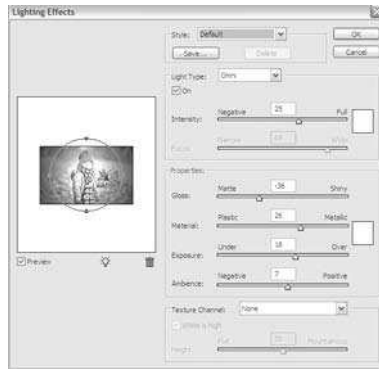 Lighting Effects
Style: Default
OK
Save... Delete
Cancel
Light Type: Omni
On
Intensity: Negative 25 Full
Focus: Narrow 69 Wide
Properties:
Gloss: Matte -36 Shiny
Material: Plastic 26 Metallic
Exposure: Under 18 Over
Ambience: Negative 7 Positive
Preview
Texture Channel: None
White is High
Height: Flat 50 Mountainous